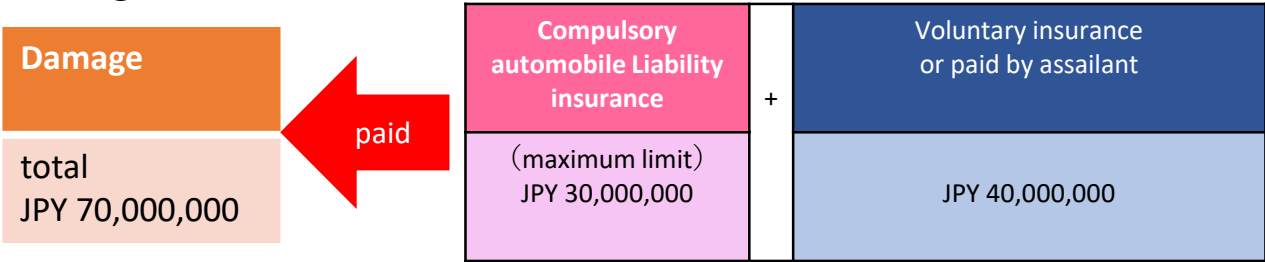 Damage
total
JPY 70,000,000
paid
Compulsory
automobile Liability
insurance
（maximum limit）
JPY 30,000,000
+
Voluntary insurance
or paid by assailant
JPY 40,000,000